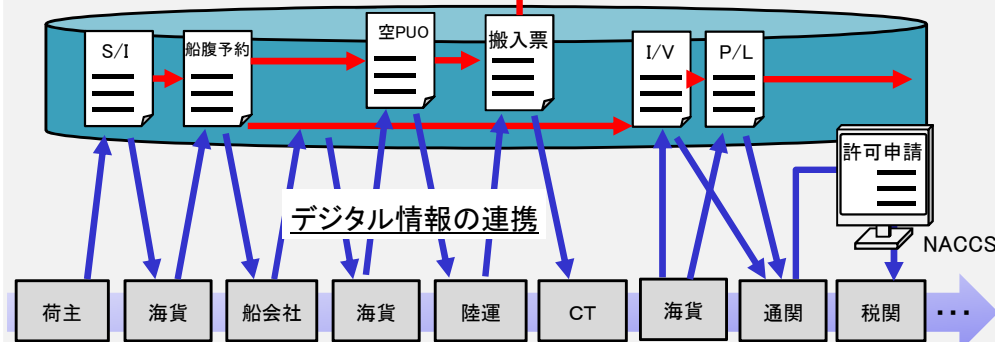 S/I
船腹予約
空PUO
搬入票
I/V
P/L
許可申請
デジタル情報の連携
NACCS
荷主
海貨
船会社
海貨
陸運
CT
海貨
通関
税関
・・・